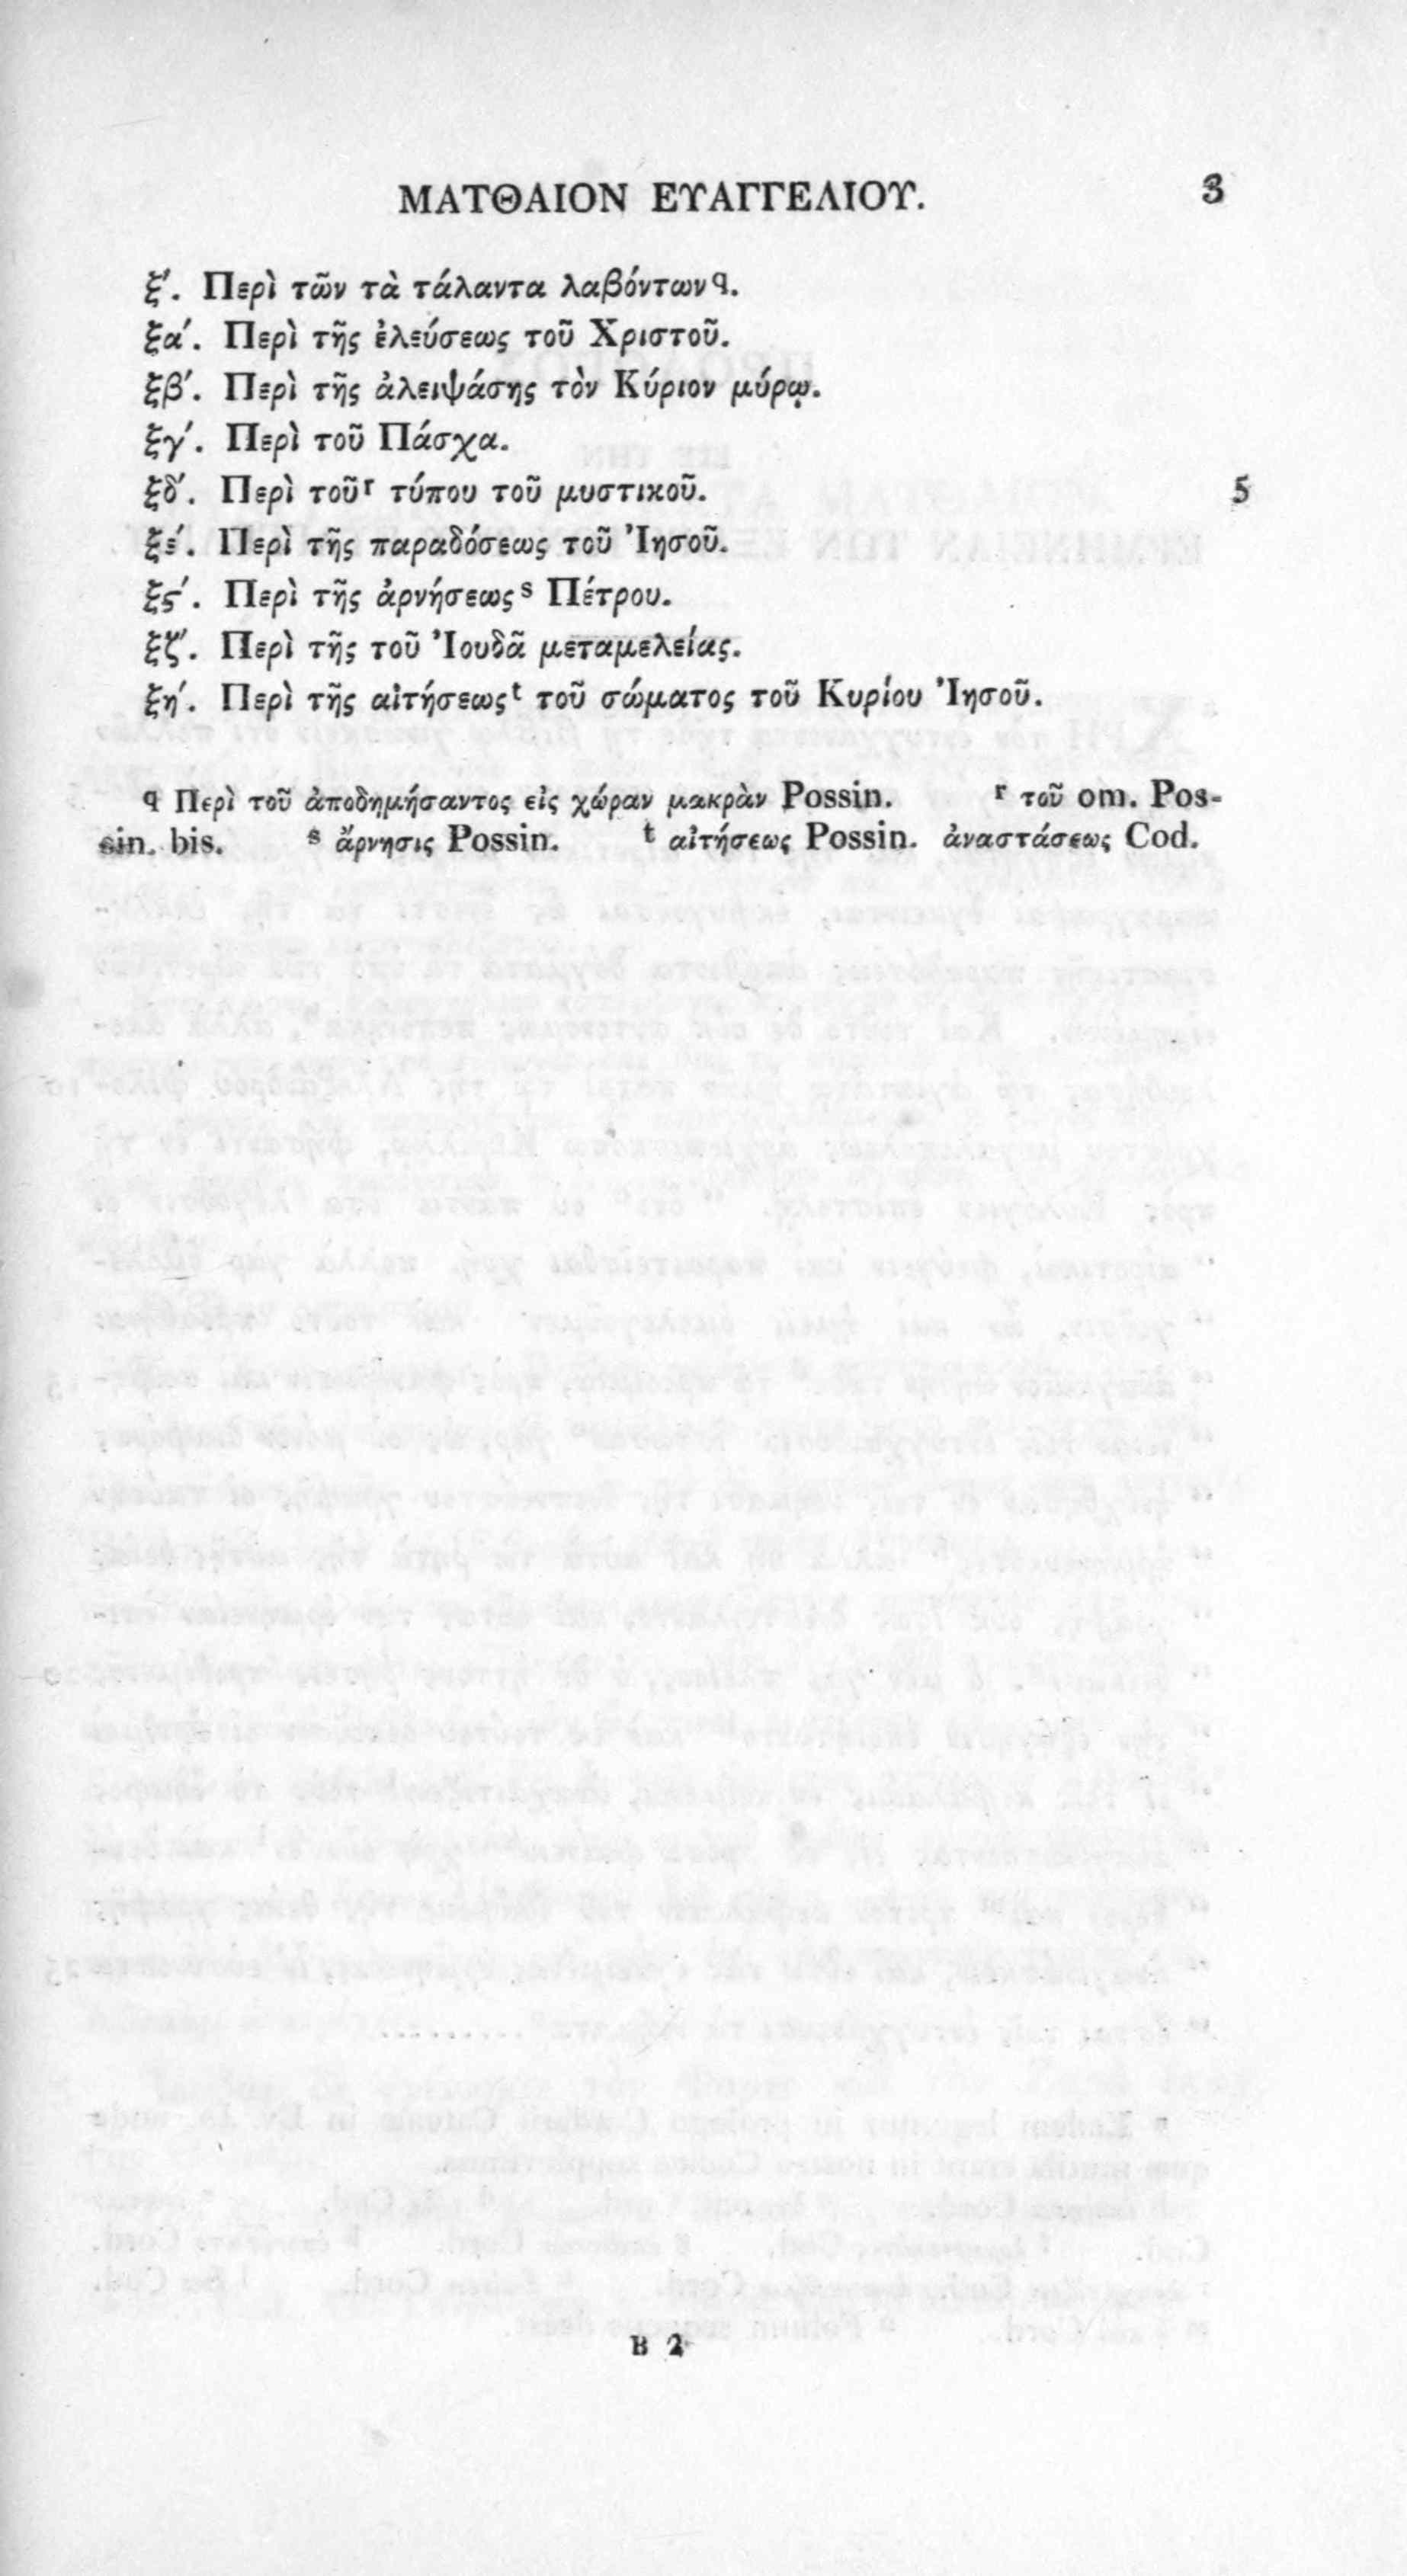 ΜΑΤΘΑΙΟΝ ΕΥΑΓΓΕΛΙΟΥ. 3
ξ΄. Περὶ τῶν τὰ τάλαντα λαβόντων q.
ξα΄. Περὶ τῆς ἐλεύσεως τοῦ Χριστοῦ.
ξβ΄. Περὶ τῆς ἀλειψάσης τὸν Κύριον μύρῳ.
ξγ΄. Περὶ τοῦ Πάσχα.
ξδ΄. Περὶ τοῦ r τύπου τοῦ μυστικοῦ. 5
ξε΄. Περὶ τῆς παραδόσεως τοῦ Ἰησοῦ.
ξς΄. Περὶ τῆς ἀρνήσεως s Πέτρου.
ξζ΄. Περὶ τῆς τοῦ Ἰουδᾶ μεταμελείας.
ξη΄. Περὶ τῆς αἰτήσεως t τοῦ σώματος τοῦ Κυρίου Ἰησοῦ.
q Περὶ τοῦ ἀποδημήσαντος εἰς χώραν μακρὰν Possin. r τοῦ om. Pos-
sin. bis. s ἄρνησις Possin. t αἰτήσεως Possin. ἀναστάσεως Cod.
B 2